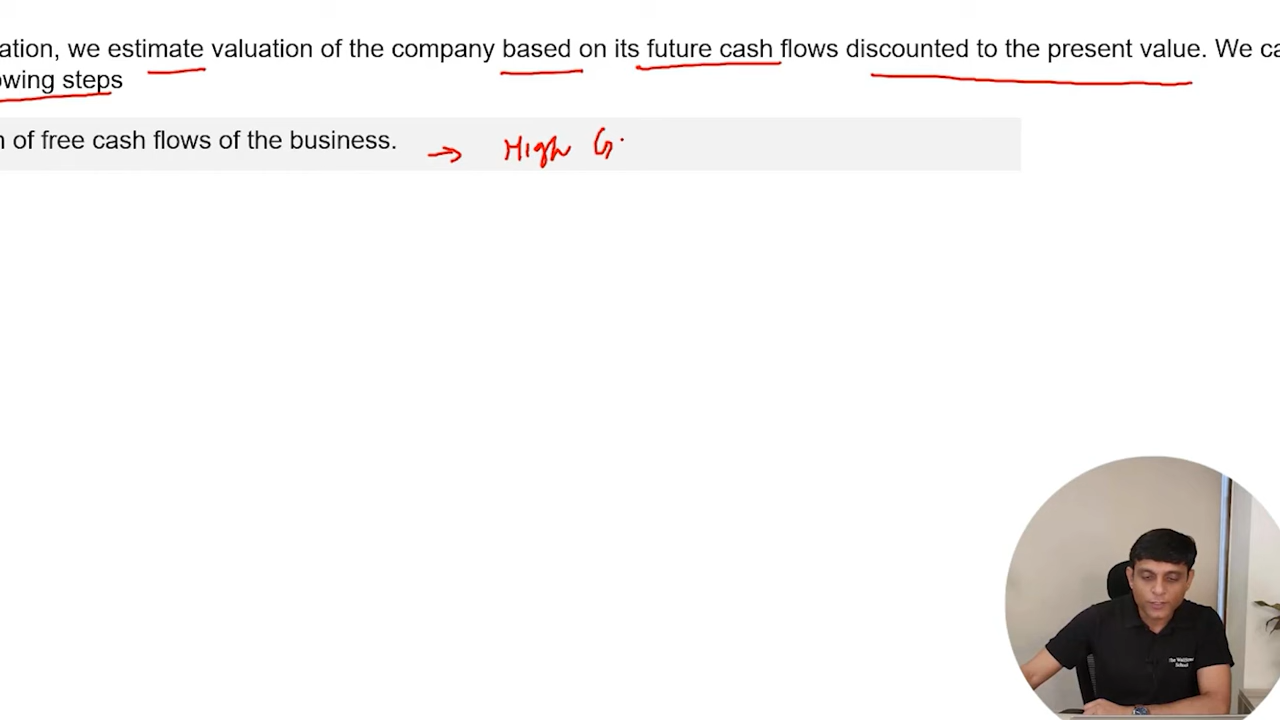 ation, we estimate valuation of the company based on its future cash flows discounted to the present value. We ca
owing steps
n of free cash flows of the business. → High G
School